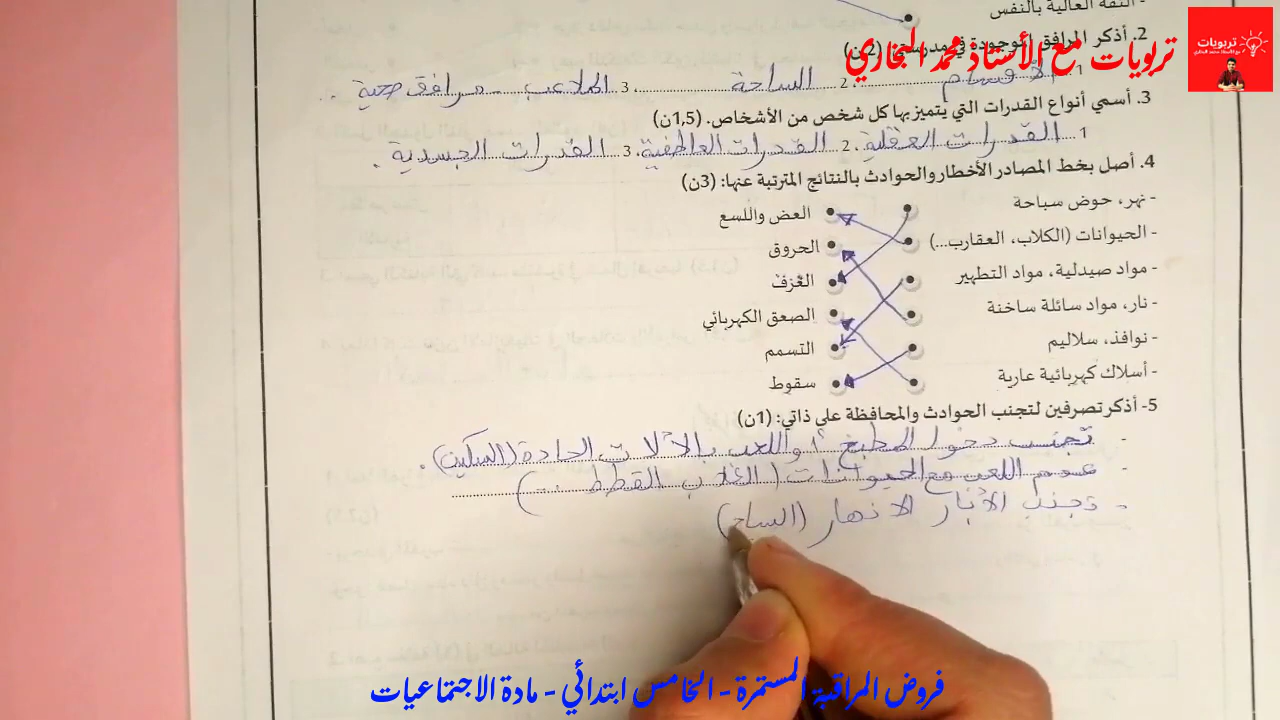 - الثقة العالية بالنفس
تربويات مع الأستاذ محمد البخاري
تربويات
2. أذكر المرافق الموجودة في مدرستي (2ن)
1 الأقسام، 2 الساحة، 3 الملاعب - مرافق صحية.
3. أسمي أنواع القدرات التي يتميز بها كل شخص من الأشخاص. (1,5ن)
1 القدرات العقلية، 2 القدرات العاطفية، 3 القدرات الجسدية.
4. أصل بخط المصادر الأخطار والحوادث بالنتائج المترتبة عنها: (3ن)
- نهر، حوض سباحة العض واللسع
- الحيوانات (الكلاب، العقارب...) الحروق
- مواد صيدلية، مواد التطهير الغرق
- نار، مواد سائلة ساخنة الصعق الكهربائي
- نوافذ، سلاليم التسمم
- أسلاك كهربائية عارية سقوط
5- أذكر تصرفين لتجنب الحوادث والمحافظة على ذاتي: (1ن)
- تجنب دخول المطبخ واللعب بالألات الحادة (السكين).
- عدم اللعب مع الحيوانات (الكلاب القطط ...)
- تجنب الأبار الانهار (السباح)
فروض المراقبة المستمرة - الخامس ابتدائي - مادة الاجتماعيات